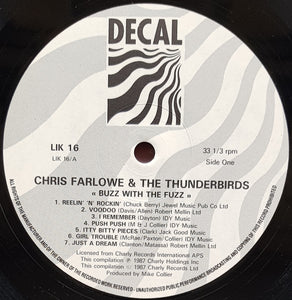 DECAL
LIK 16
LIK 16/A
33 1/3 rpm
Side One
CHRIS FARLOWE & THE THUNDERBIRDS
« BUZZ WITH THE FUZZ »
1. REELIN' 'N' ROCKIN' (Chuck Berry) Jewel Music Pub Co Ltd
2. VOODOO (Davis/Allen) Robert Mellin Ltd
3. I REMEMBER (Dayton) IDY Music
4. PUSH PUSH (M & J Collier) IDY Music
5. ITTY BITTY PIECES (Clark) Jack Good Music
6. GIRL TROUBLE (McRae/Paxton/Collier) IDY Music
7. JUST A DREAM (Clanton/Matassa) Robert Mellin Ltd
Licensed from Charly Records International APS
This compilation ℗ 1987 Charly Holdings Inc
This compilation © 1987 Charly Records Ltd
Produced by Mike Collier
ALL RIGHTS OF THE MANUFACTURER AND OF THE OWNER OF THE RECORDED WORK RESERVED. UNAUTHORISED PUBLIC PERFORMANCE BROADCASTING AND COPYING OF THIS RECORD PROHIBITED.